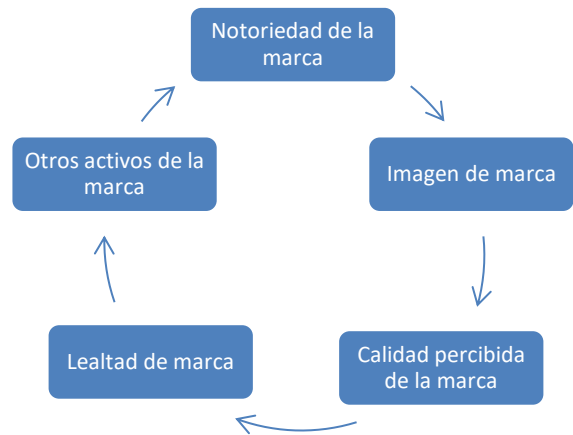 Notoriedad de la
marca
Imagen de marca
Calidad percibida
de la marca
Lealtad de marca
Otros activos de la
marca